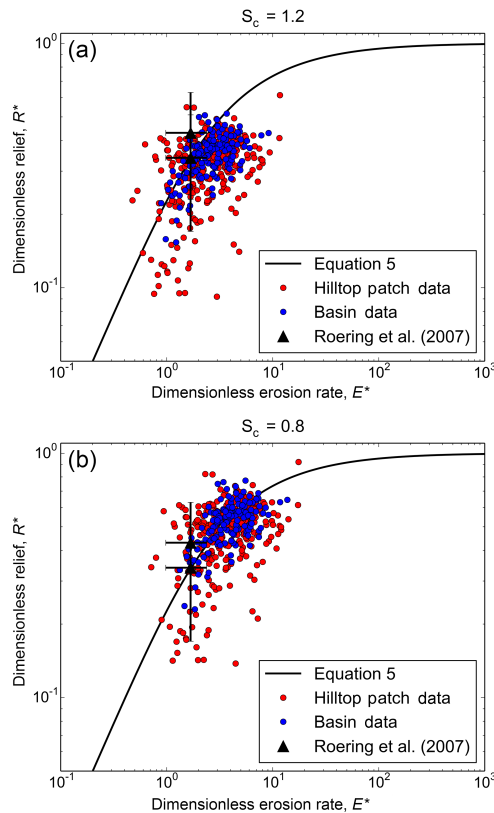 S_c = 1.2
(a)
10^0
10^-1
Dimensionless relief, R*
Equation 5
Hilltop patch data
Basin data
Roering et al. (2007)
10^-1 10^0 10^1 10^2 10^3
Dimensionless erosion rate, E*
S_c = 0.8
(b)
10^0
10^-1
Dimensionless relief, R*
Equation 5
Hilltop patch data
Basin data
Roering et al. (2007)
10^-1 10^0 10^1 10^2 10^3
Dimensionless erosion rate, E*